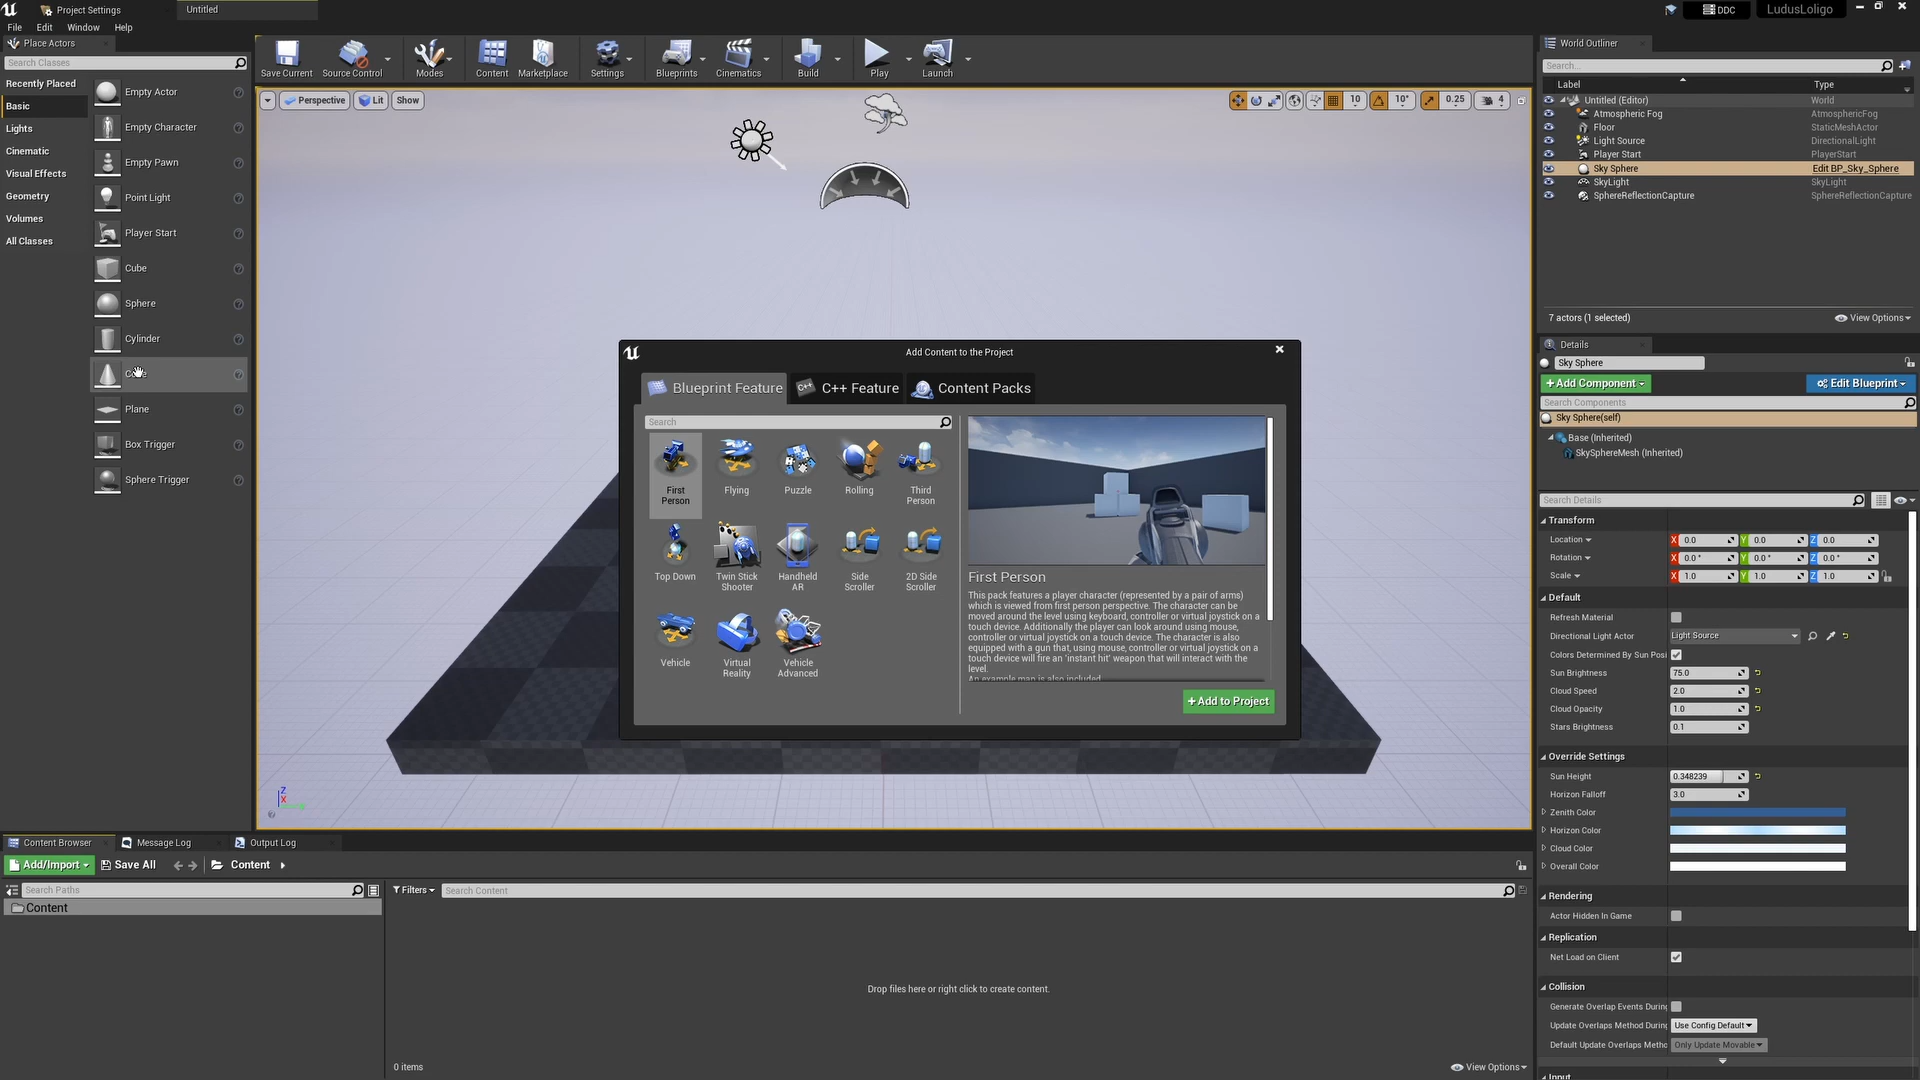 Project Settings
Untitled
DDC
LudusLoligo
File Edit Window Help
Place Actors
Search Classes
Recently Placed
Basic
Lights
Cinematic
Visual Effects
Geometry
Volumes
All Classes
Empty Actor
Empty Character
Empty Pawn
Point Light
Player Start
Cube
Sphere
Cylinder
Plane
Box Trigger
Sphere Trigger
Save Current
Source Control
Modes
Content
Marketplace
Settings
Blueprints
Cinematics
Build
Play
Launch
Perspective
Lit
Show
10
10°
0.25
4
Add Content to the Project
Blueprint Feature
C++ Feature
Content Packs
Search
First Person
Flying
Puzzle
Rolling
Third Person
Top Down
Twin Stick Shooter
Handheld AR
Side Scroller
2D Side Scroller
Vehicle
Virtual Reality
Vehicle Advanced
First Person
This pack features a player character (represented by a pair of arms)
which is viewed from first person perspective. The character can be
moved around the level using keyboard, controller or virtual joystick on a
touch device. Additionally the player can look around using mouse,
controller or virtual joystick on a touch device. The character is also
equipped with a gun that, using mouse, controller or virtual joystick on a
touch device will fire an 'instant hit' weapon that will interact with the
level.
An example map is also included
+ Add to Project
Z
X
World Outliner
Search...
Label Type
Untitled (Editor) World
Atmospheric Fog AtmosphericFog
Floor StaticMeshActor
Light Source DirectionalLight
Player Start PlayerStart
Sky Sphere Edit BP_Sky_Sphere
SkyLight SkyLight
SphereReflectionCapture SphereReflectionCapture
7 actors (1 selected)
View Options
Details
Sky Sphere
+Add Component
Edit Blueprint
Search Components
Sky Sphere(self)
Base (Inherited)
SkySphereMesh (Inherited)
Search Details
Transform
Location X 0.0 Y 0.0 Z 0.0
Rotation X 0.0 ° Y 0.0 ° Z 0.0 °
Scale X 1.0 Y 1.0 Z 1.0
Default
Refresh Material
Directional Light Actor Light Source
Colors Determined By Sun Posi
Sun Brightness 75.0
Cloud Speed 2.0
Cloud Opacity 1.0
Stars Brightness 0.1
Override Settings
Sun Height 0.348239
Horizon Falloff 3.0
Zenith Color
Horizon Color
Cloud Color
Overall Color
Rendering
Actor Hidden In Game
Replication
Net Load on Client
Collision
Generate Overlap Events During
Update Overlaps Method During Use Config Default
Default Update Overlaps Metho Only Update Movable
Input
Content Browser
Message Log
Output Log
Add/Import
Save All
Content
Search Paths
Filters
Search Content
Content
Drop files here or right click to create content.
0 items
View Options